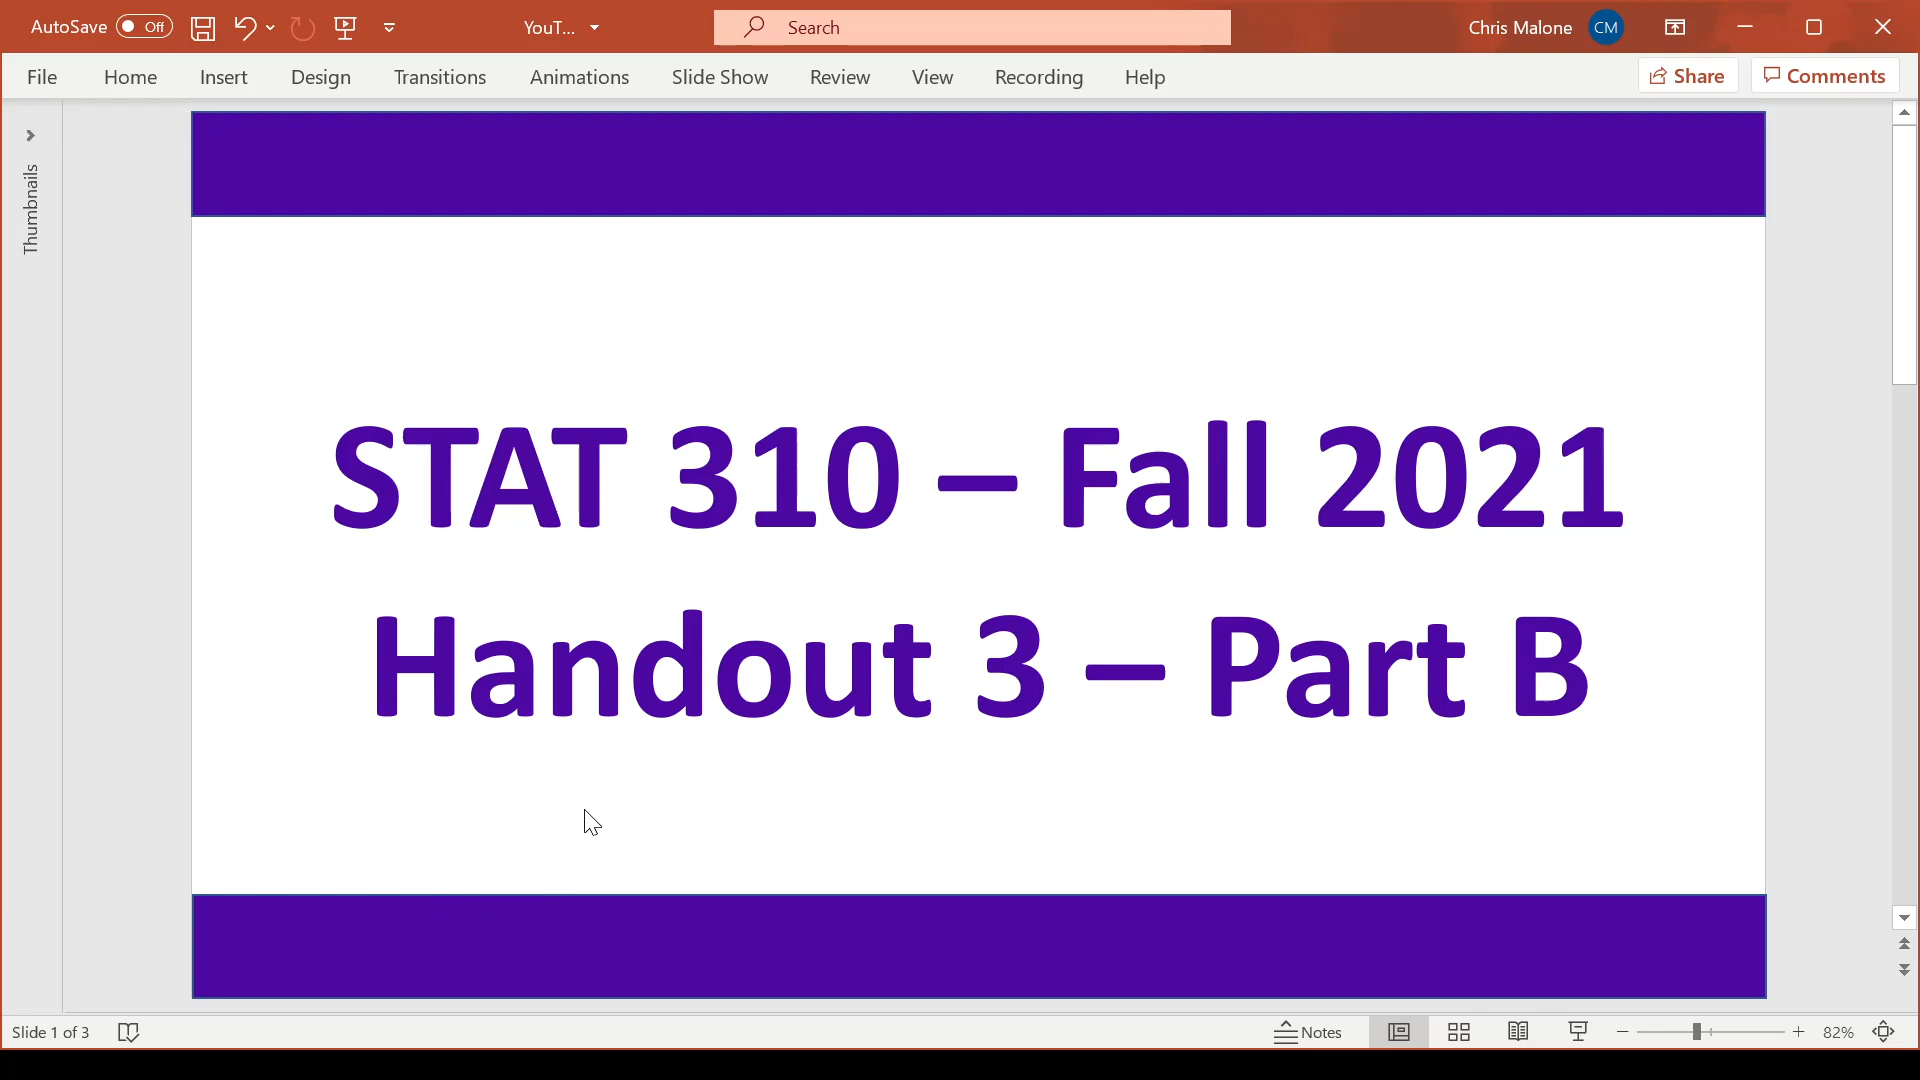 AutoSave Off YouT... Search Chris Malone CM
File Home Insert Design Transitions Animations Slide Show Review View Recording Help Share Comments
Thumbnails
STAT 310 – Fall 2021
Handout 3 – Part B
Slide 1 of 3 Notes 82%